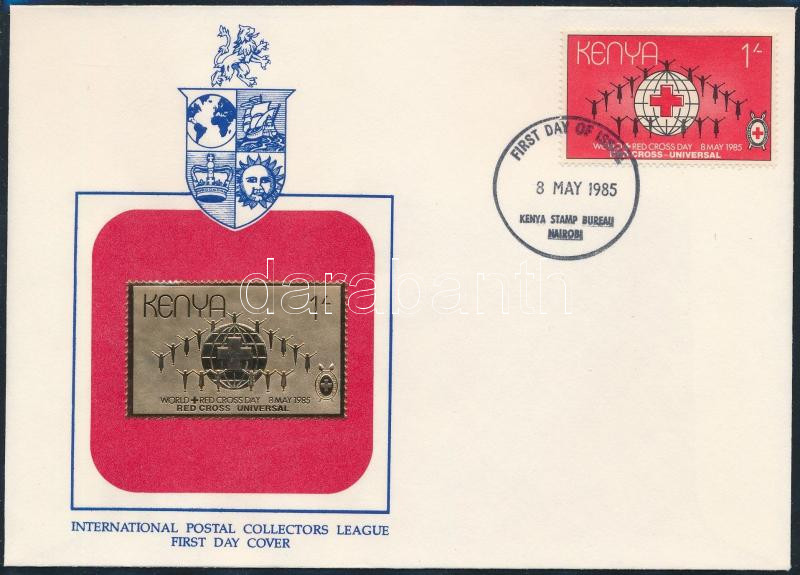 KENYA 1/-
WORLD RED CROSS DAY 8 MAY 1985
RED CROSS UNIVERSAL
FIRST DAY OF ISSUE
8 MAY 1985
KENYA STAMP BUREAU
NAIROBI
KENYA 1/-
WORLD RED CROSS DAY 8 MAY 1985
RED CROSS UNIVERSAL
darabanth
INTERNATIONAL POSTAL COLLECTORS LEAGUE
FIRST DAY COVER